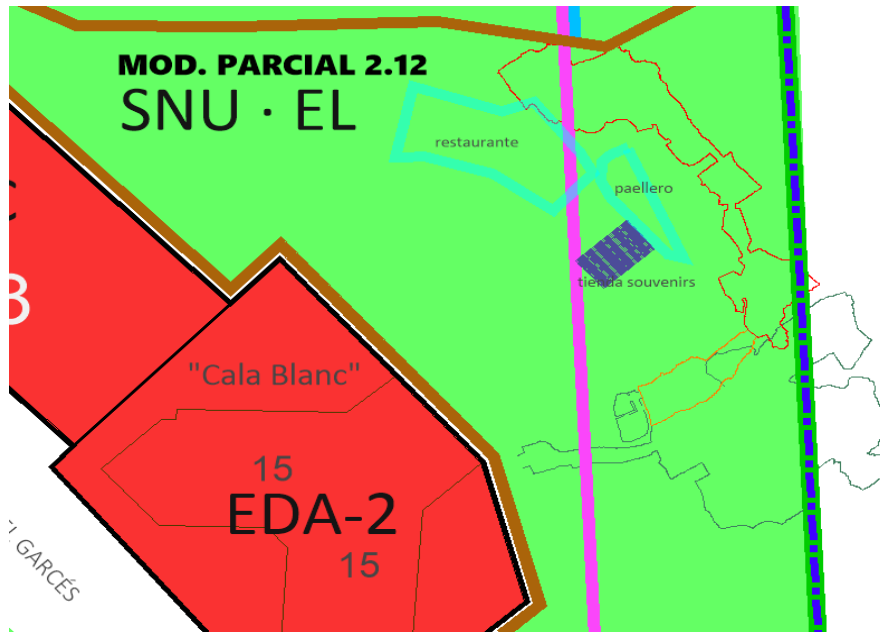 MOD. PARCIAL 2.12
SNU · EL
restaurante
paellero
tienda souvenirs
"Cala Blanc"
15
EDA-2
15
GARCÉS